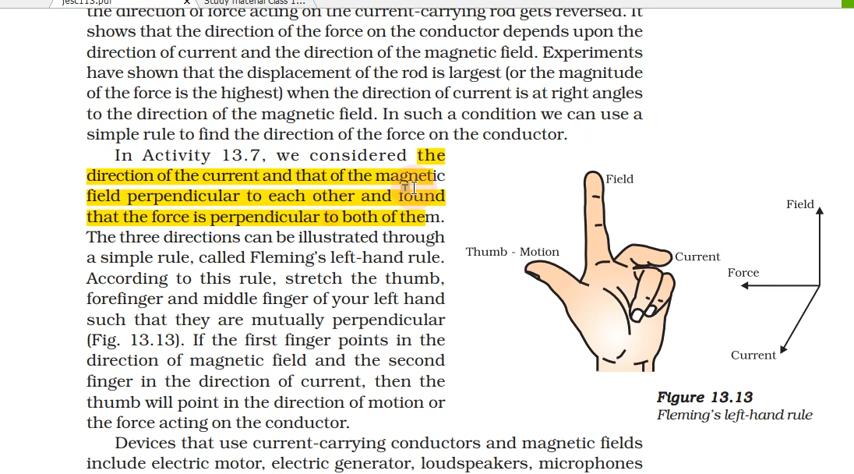 jesc113.pdf
Study material Class 1...
the direction of force acting on the current-carrying rod gets reversed. It
shows that the direction of the force on the conductor depends upon the
direction of current and the direction of the magnetic field. Experiments
have shown that the displacement of the rod is largest (or the magnitude
of the force is the highest) when the direction of current is at right angles
to the direction of the magnetic field. In such a condition we can use a
simple rule to find the direction of the force on the conductor.
In Activity 13.7, we considered the
direction of the current and that of the magnetic
field perpendicular to each other and found
that the force is perpendicular to both of them.
The three directions can be illustrated through
a simple rule, called Fleming's left-hand rule.
According to this rule, stretch the thumb,
forefinger and middle finger of your left hand
such that they are mutually perpendicular
(Fig. 13.13). If the first finger points in the
direction of magnetic field and the second
finger in the direction of current, then the
thumb will point in the direction of motion or
the force acting on the conductor.
Field
Thumb - Motion
Current
Field
Force
Current
Figure 13.13
Fleming's left-hand rule
Devices that use current-carrying conductors and magnetic fields
include electric motor, electric generator, loudspeakers, microphones